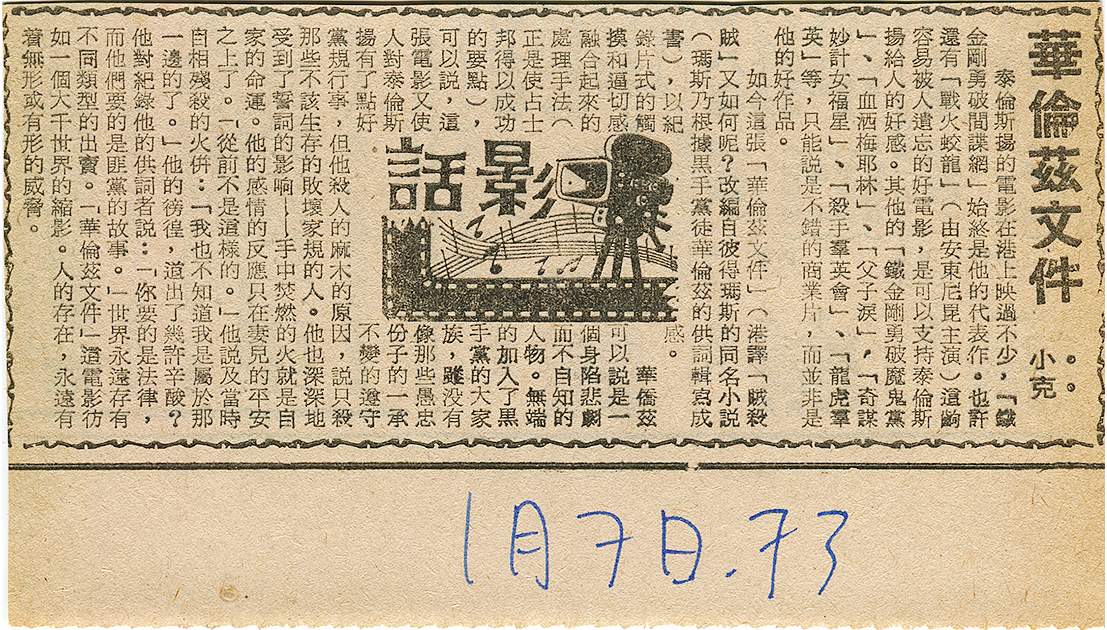 華倫茲文件 。小克。
泰倫斯揚的電影在港上映過不少，「鐵
金剛勇破間諜網」始終是他的代表作。也許
還有「戰火蛟龍」（由安東尼昆主演）這齣
容易被人遺忘的好電影，是可以支持泰倫斯
揚給人的好感。其他的「鐵金剛勇破魔鬼黨
」、「血洒梅耶林」、「父子淚」，「奇謀
妙計女福星」、「殺手羣英會」、「龍虎羣
英」等，只能説是不錯的商業片，而並非是
他的好作品。
如今這張「華倫茲文件」（港譯「賊殺
賊」又如何呢？改編自彼得瑪斯的同名小説
（瑪斯乃根據黑手黨徒華倫茲的供詞輯寫成
書），以紀
錄片式的觸
摸和逼切感
融合起來的
處理手法（
正是使占士
邦得以成功
的要點），
可以説，這
張電影又使
人對泰倫斯
揚有了點好
感。
影話
華僑茲
可以説是一
個身陷悲劇
而不自知的
人物。無端
的加入了黑
手黨的大家
族，雖没有
像那些愚忠
份子的一承
不變的遵守
黨規行事，但他殺人的麻木的原因，説只殺
那些不該生存的敗壞家規的人。他也深深地
受到了誓詞的影响——手中焚燃的火就是自
家的命運。他的感情的反應只在妻兒的平安
之上了。「從前不是這樣的。」他説及當時
自相殘殺的火併：「我也不知道我是屬於那
一邊的了。」他的徬徨，道出了幾許辛酸？
他對紀錄他的供詞者説：「你要的是法律，
而他們要的是匪黨的故事。」世界永遠存有
不同類型的出賣。「華倫茲文件」這電影彷
如一個大千世界的縮影。人的存在，永遠有
着無形或有形的威脅。
1月7日.73